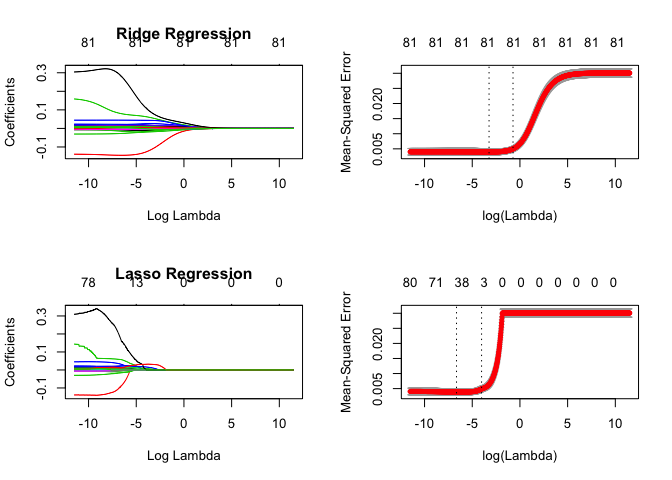 Ridge Regression
81 81 81 81 81
Coefficients
-0.1 0.1 0.3
-10 -5 0 5 10
Log Lambda
81 81 81 81 81 81 81 81 81
Mean-Squared Error
0.005 0.020
-10 -5 0 5 10
log(Lambda)
Lasso Regression
78 13 0 0 0
Coefficients
-0.1 0.1 0.3
-10 -5 0 5 10
Log Lambda
80 71 38 3 0 0 0 0 0 0
Mean-Squared Error
0.005 0.020
-10 -5 0 5 10
log(Lambda)